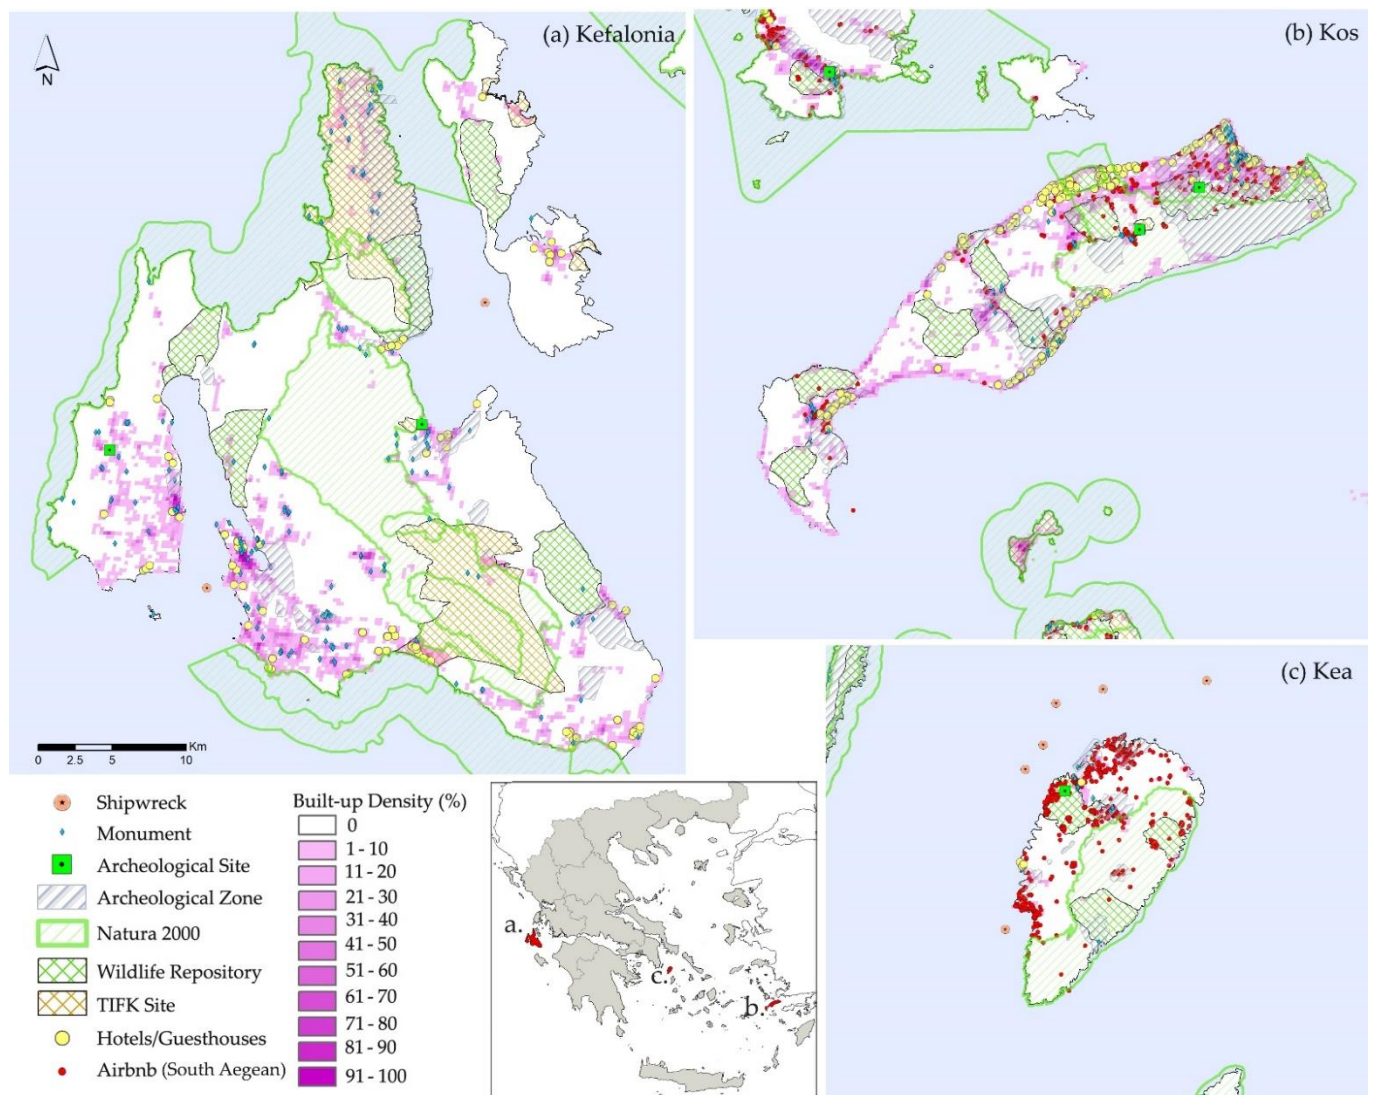 (a) Kefalonia
N
Km
0 2.5 5 10
(b) Kos
(c) Kea
Shipwreck
Monument
Archeological Site
Archeological Zone
Natura 2000
Wildlife Repository
TIFK Site
Hotels/Guesthouses
Airbnb (South Aegean)
Built-up Density (%)
0
1 - 10
11 - 20
21 - 30
31 - 40
41 - 50
51 - 60
61 - 70
71 - 80
81 - 90
91 - 100
a.
c.
b.